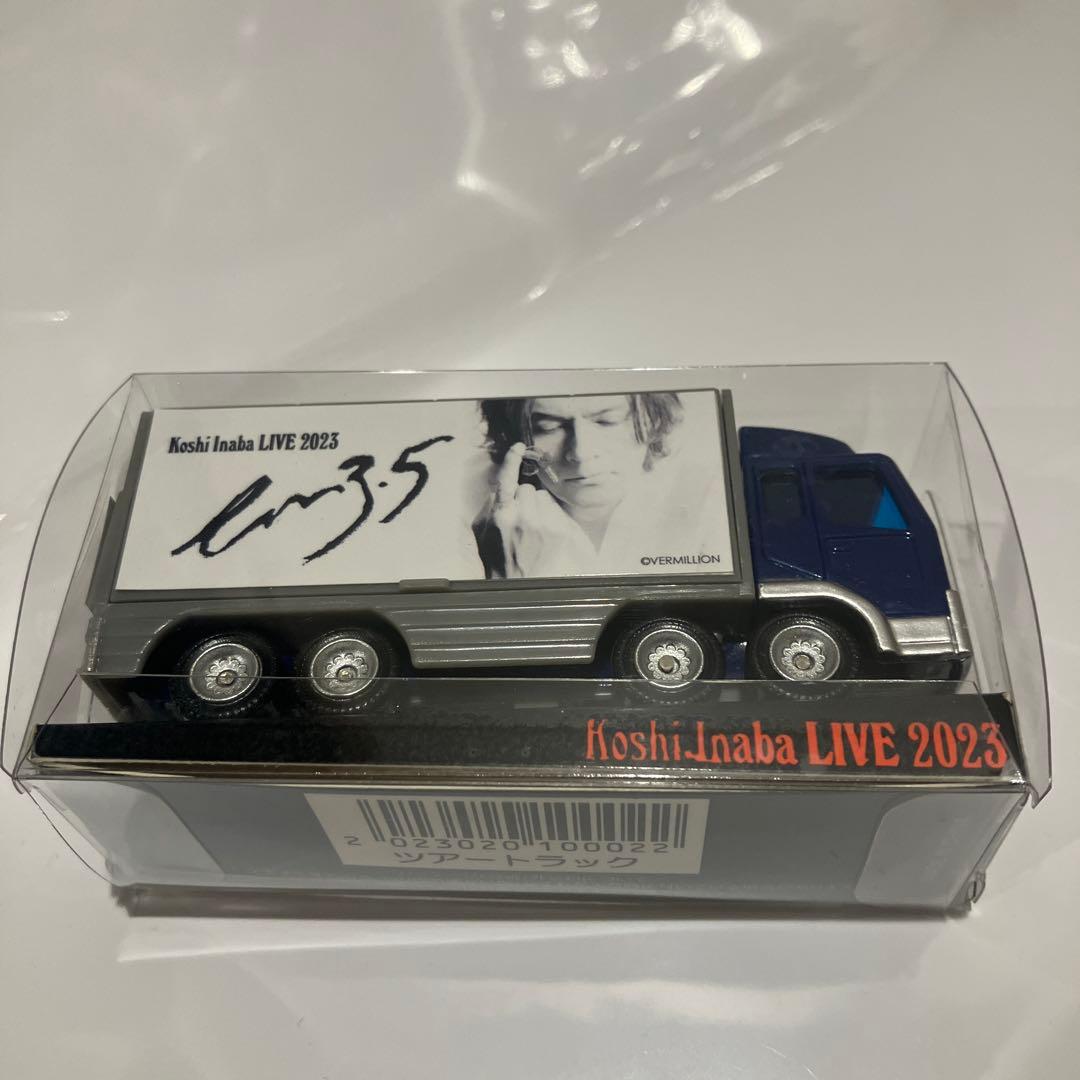 Koshi Inaba LIVE 2023
en3.5
©VERMILLION
Koshi Inaba LIVE 2023
2 023020 100022
ツアートラック